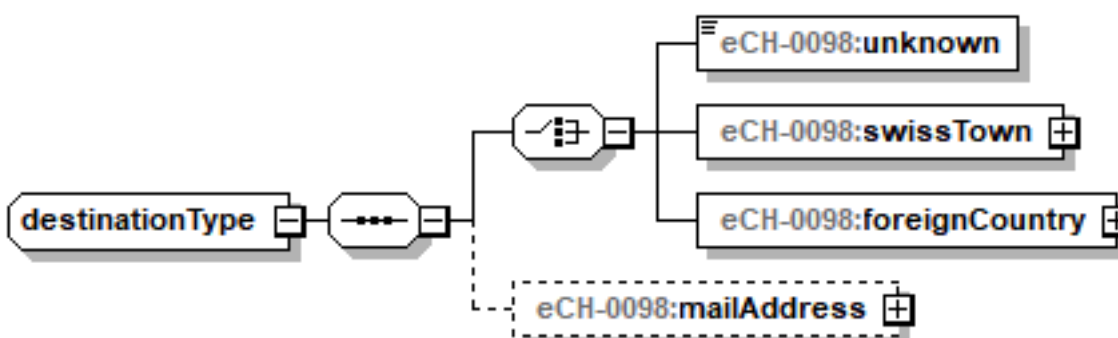 eCH-0098:unknown
eCH-0098:swissTown
destinationType
eCH-0098:foreignCountry
eCH-0098:mailAddress